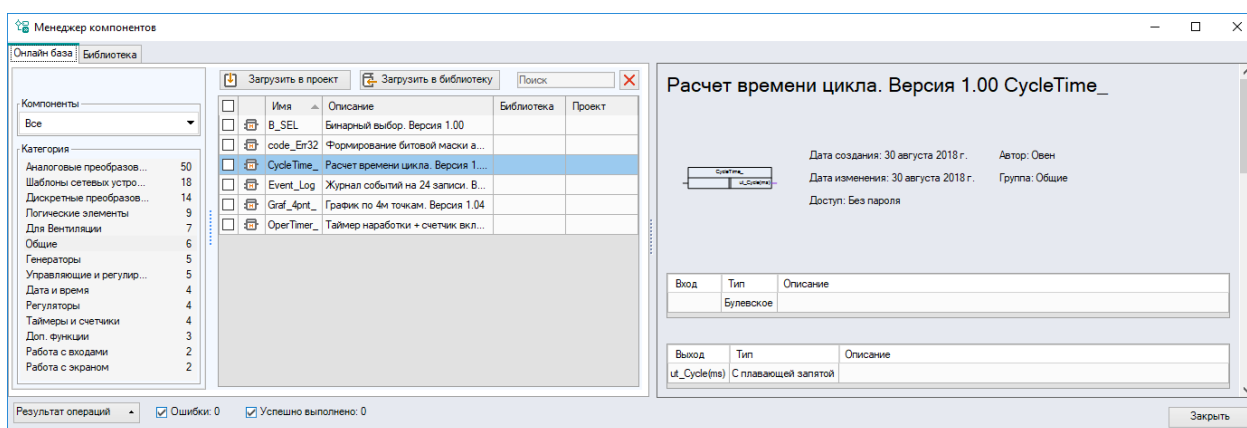 Менеджер компонентов
Онлайн база Библиотека
Загрузить в проект Загрузить в библиотеку Поиск
Компоненты
Все
Категория
Аналоговые преобразов... 50
Шаблоны сетевых устро... 18
Дискретные преобразов... 14
Логические элементы 9
Для Вентиляции 7
Общие 6
Генераторы 5
Управляющие и регулир... 5
Дата и время 4
Регуляторы 4
Таймеры и счетчики 4
Доп. функции 3
Работа с входами 2
Работа с экраном 2
Имя Описание Библиотека Проект
B_SEL Бинарный выбор. Версия 1.00
code_Err32 Формирование битовой маски а...
CycleTime_ Расчет времени цикла. Версия 1....
Event_Log Журнал событий на 24 записи. В...
Graf_4pnt_ График по 4м точкам. Версия 1.04
OperTimer_ Таймер наработки + счетчик вкл...
Расчет времени цикла. Версия 1.00 CycleTime_
CycleTime_
ut_Cycle(ms)
Дата создания: 30 августа 2018 г. Автор: Овен
Дата изменения: 30 августа 2018 г. Группа: Общие
Доступ: Без пароля
Вход Тип Описание
Булевское
Выход Тип Описание
ut_Cycle(ms) С плавающей запятой
Результат операций Ошибки: 0 Успешно выполнено: 0
Закрыть